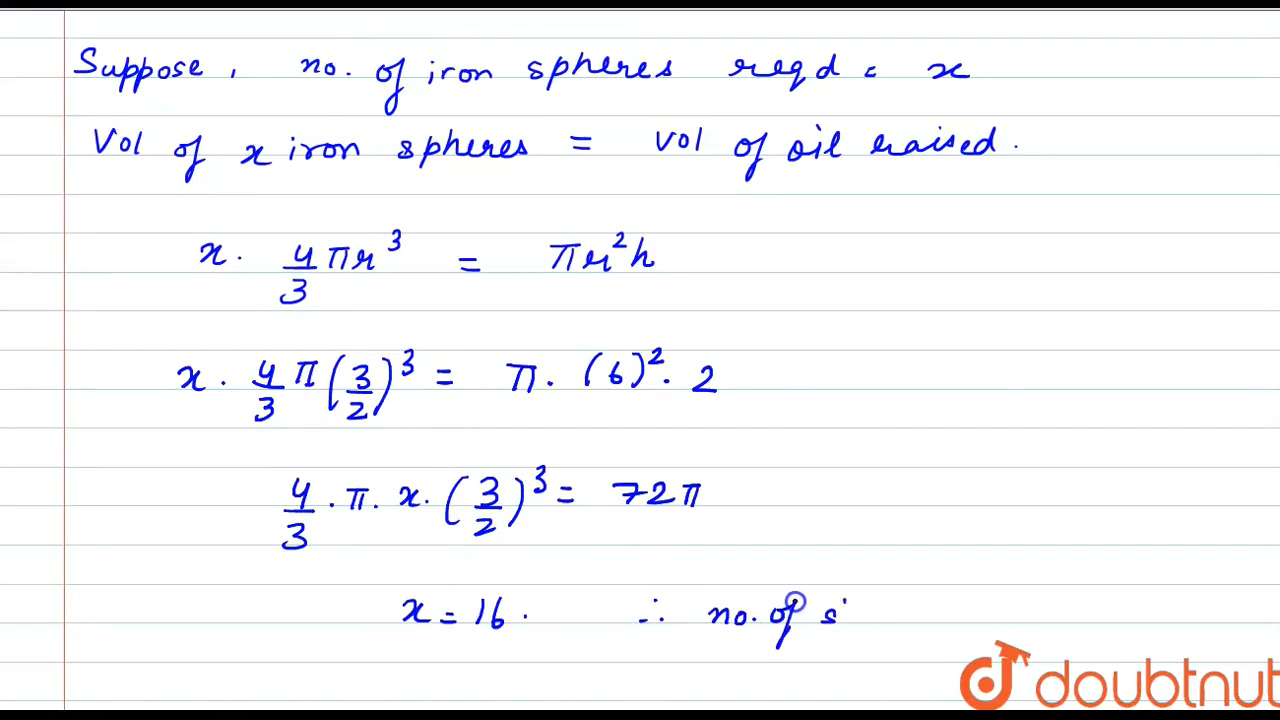 Suppose, no. of iron spheres reqd = x
Vol of x iron spheres = vol of oil raised.
x. 4/3 πr³ = πr²h
x. 4/3 π(3/2)³ = π. (6)². 2
4/3 . π. x. (3/2)³ = 72π
x = 16. ∴ no. of s
doubtnut